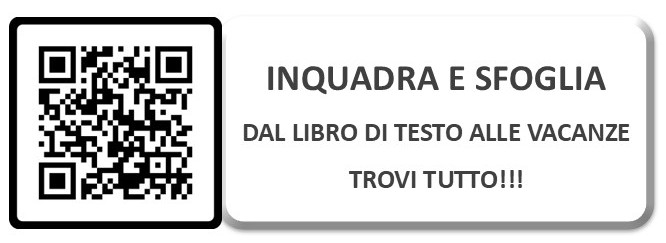 INQUADRA E SFOGLIA
DAL LIBRO DI TESTO ALLE VACANZE
TROVI TUTTO!!!